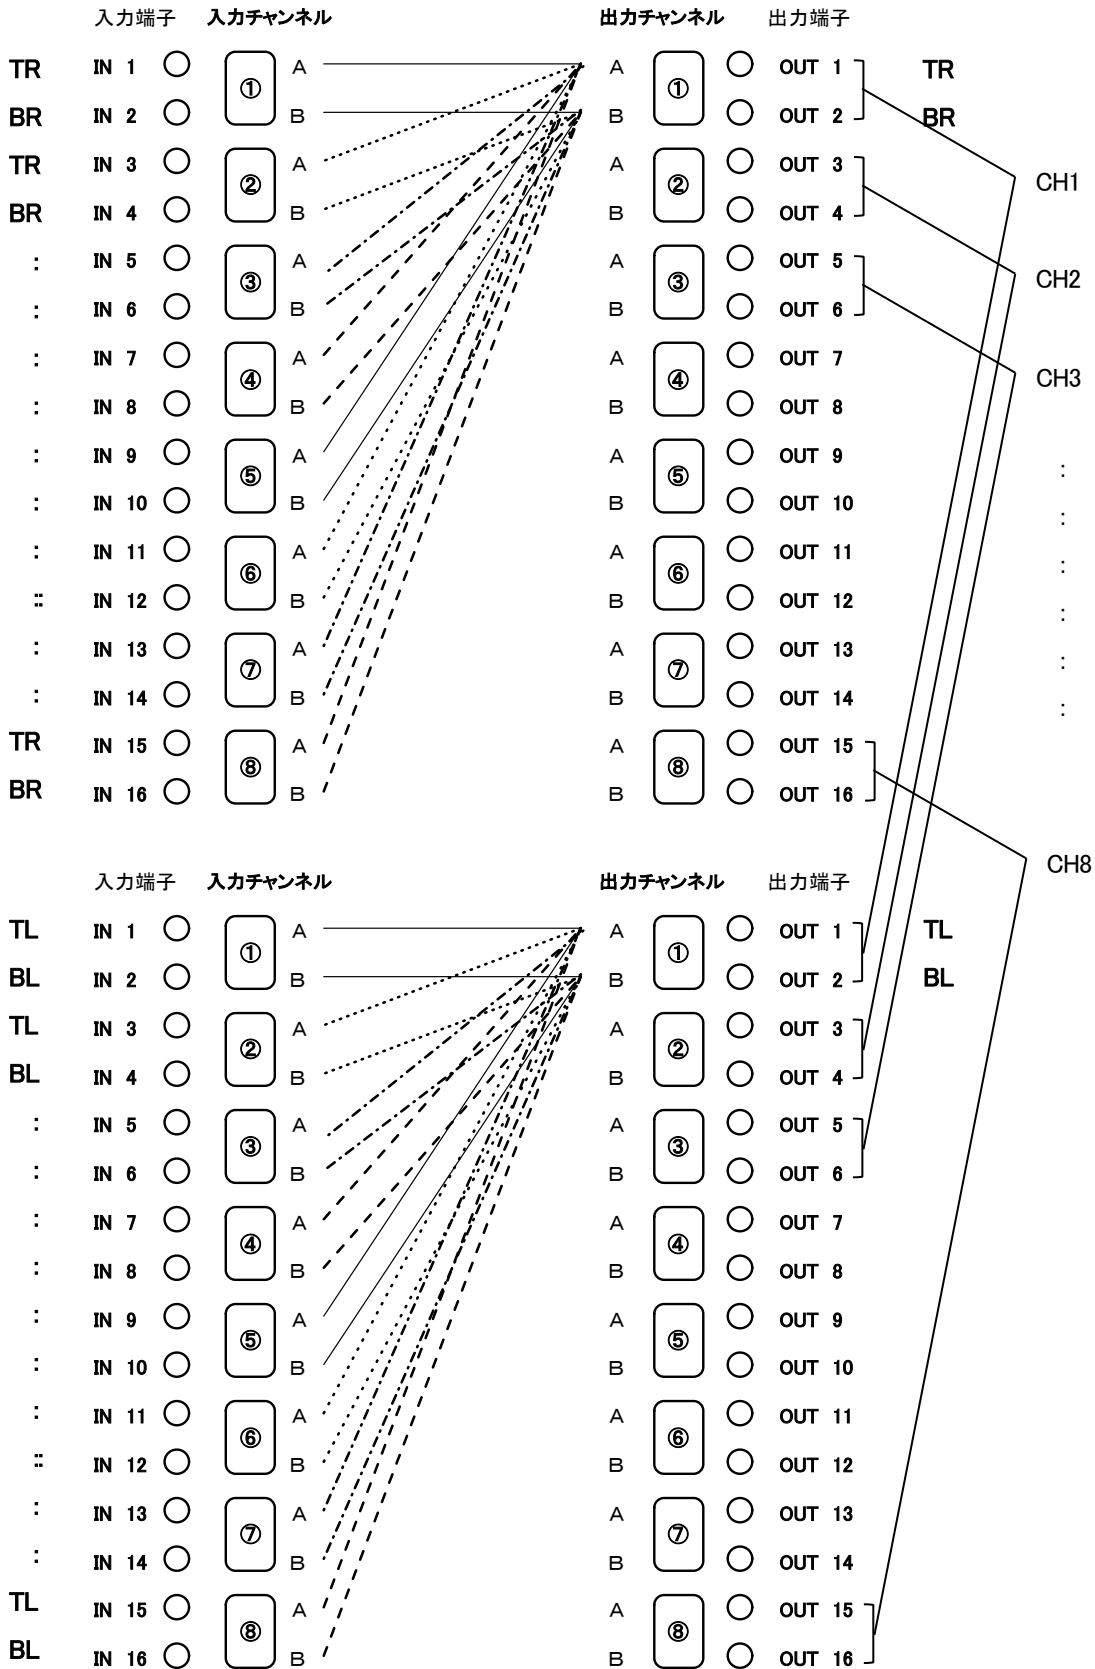 入力端子 入力チャンネル 出力チャンネル 出力端子
TR IN 1 ① A A ① OUT 1 TR
BR IN 2 B B OUT 2 BR
TR IN 3 ② A A ② OUT 3
CH1
BR IN 4 B B OUT 4
: IN 5 ③ A A ③ OUT 5
CH2
: IN 6 B B OUT 6
: IN 7 ④ A A ④ OUT 7
CH3
: IN 8 B B OUT 8
: IN 9 ⑤ A A ⑤ OUT 9 :
: IN 10 B B OUT 10 :
: IN 11 ⑥ A A ⑥ OUT 11 :
:: IN 12 B B OUT 12 :
: IN 13 ⑦ A A ⑦ OUT 13 :
: IN 14 B B OUT 14 :
TR IN 15 ⑧ A A ⑧ OUT 15
BR IN 16 B B OUT 16
CH8
入力端子 入力チャンネル 出力チャンネル 出力端子
TL IN 1 ① A A ① OUT 1 TL
BL IN 2 B B OUT 2 BL
TL IN 3 ② A A ② OUT 3
BL IN 4 B B OUT 4
: IN 5 ③ A A ③ OUT 5
: IN 6 B B OUT 6
: IN 7 ④ A A ④ OUT 7
: IN 8 B B OUT 8
: IN 9 ⑤ A A ⑤ OUT 9
: IN 10 B B OUT 10
: IN 11 ⑥ A A ⑥ OUT 11
:: IN 12 B B OUT 12
: IN 13 ⑦ A A ⑦ OUT 13
: IN 14 B B OUT 14
TL IN 15 ⑧ A A ⑧ OUT 15
BL IN 16 B B OUT 16